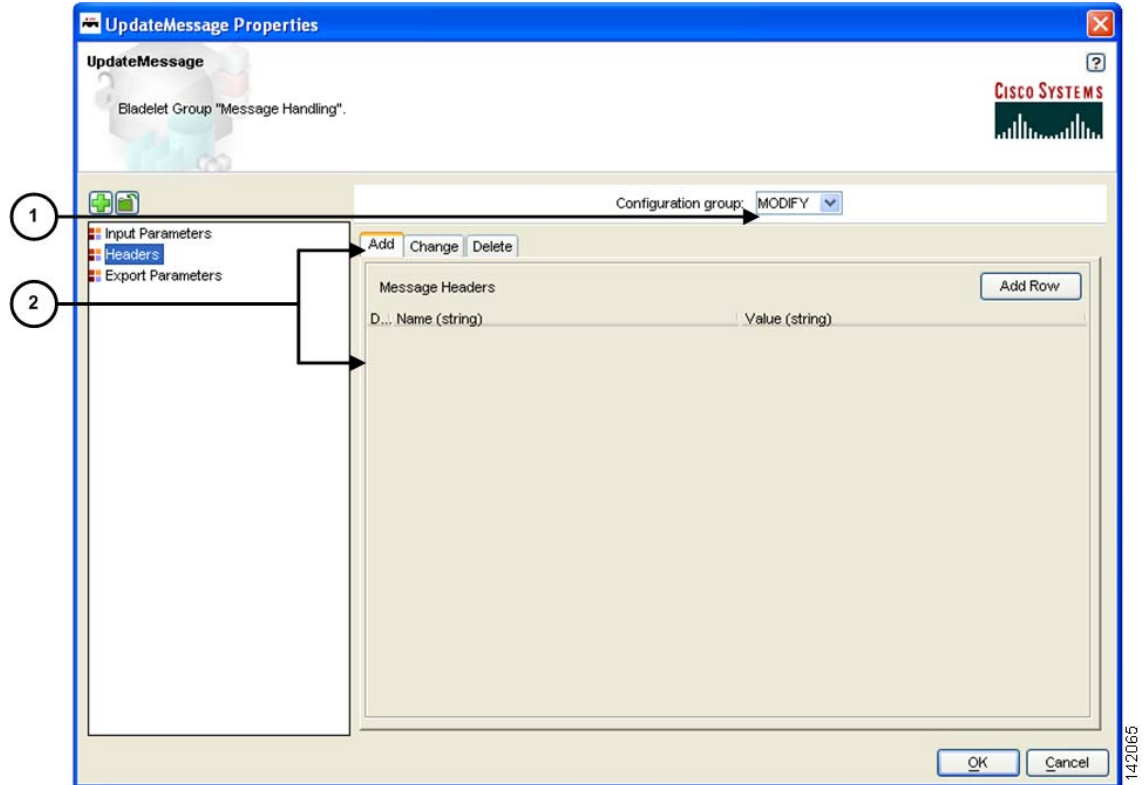 UpdateMessage Properties
UpdateMessage
?
Bladelet Group "Message Handling".
CISCO SYSTEMS
1
Configuration group: MODIFY
Input Parameters
Headers
Export Parameters
Add Change Delete
2
Message Headers
Add Row
D... Name (string) Value (string)
OK Cancel
142065